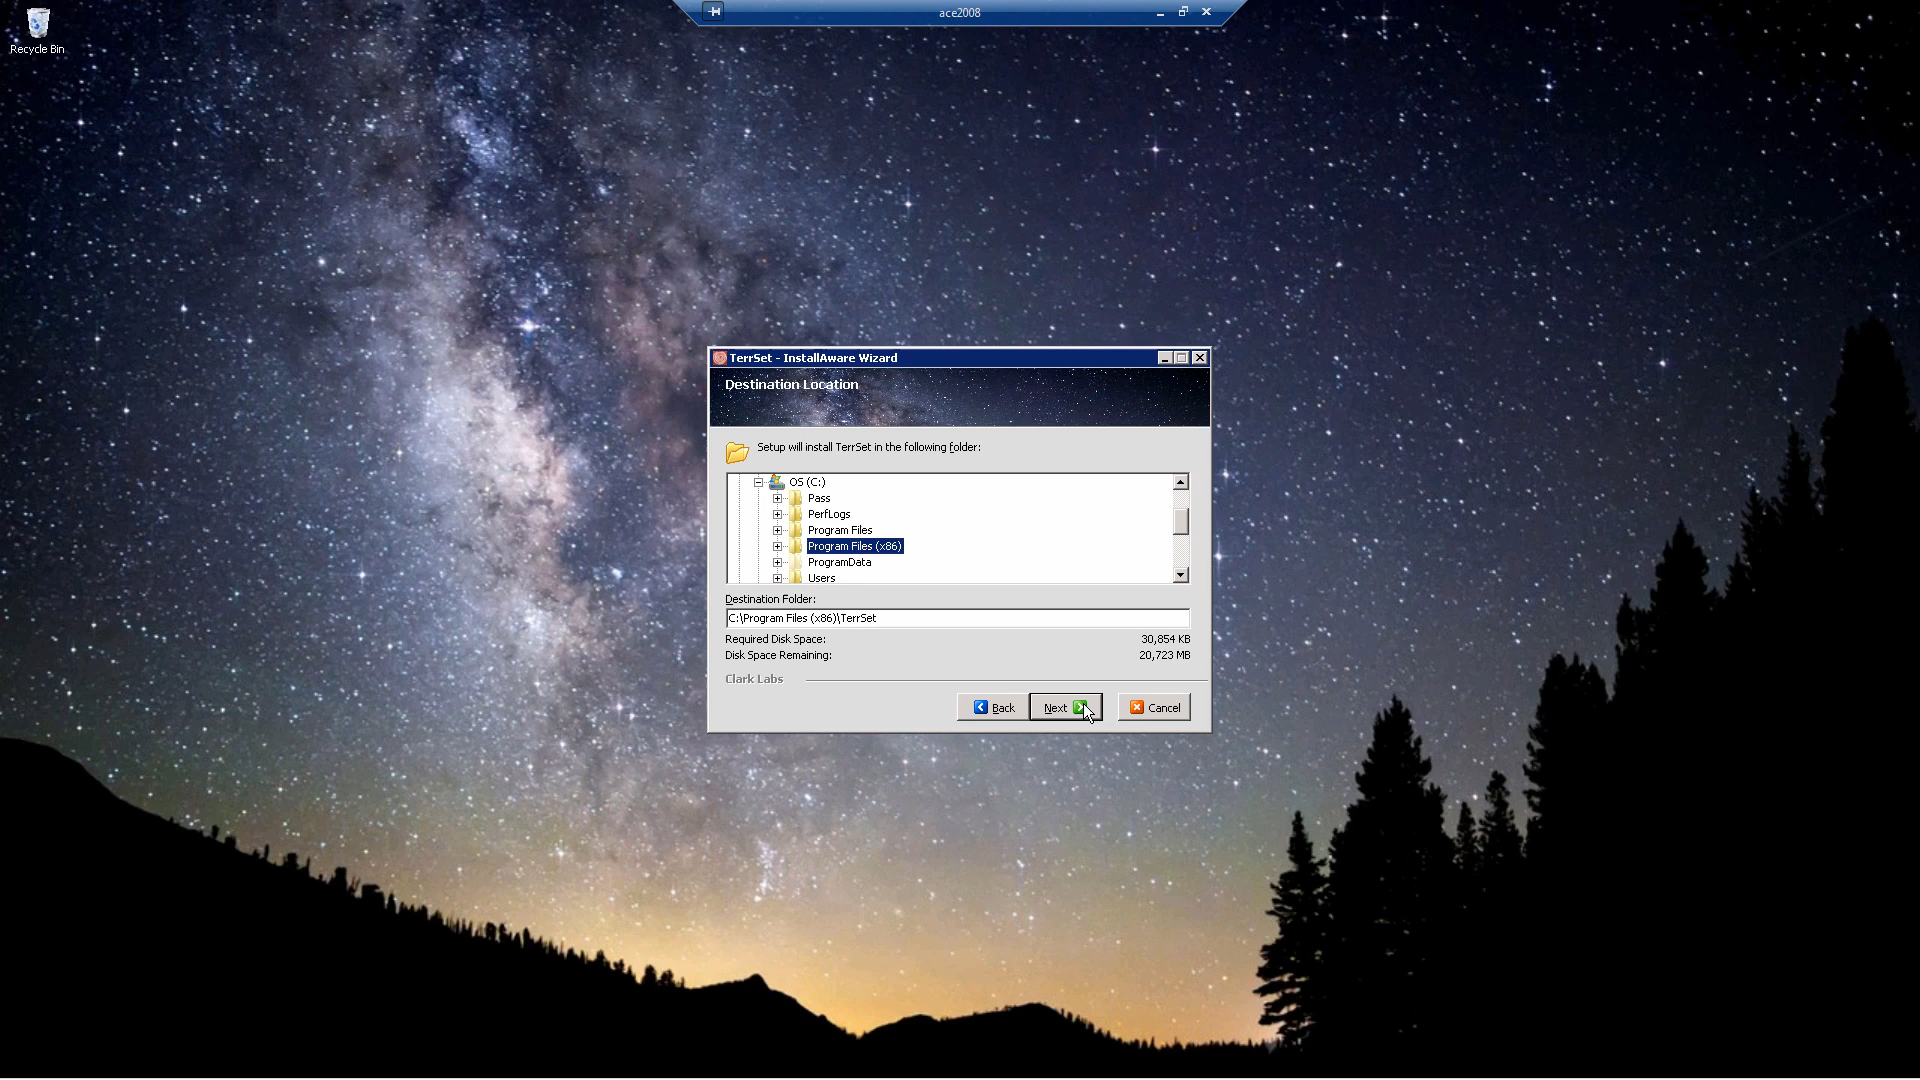 Recycle Bin
ace2008
TerrSet - InstallAware Wizard
Destination Location
Setup will install TerrSet in the following folder:
OS (C:)
Pass
PerfLogs
Program Files
Program Files (x86)
ProgramData
Users
Destination Folder:
C:\Program Files (x86)\TerrSet
Required Disk Space: 30,854 KB
Disk Space Remaining: 20,723 MB
Clark Labs
Back Next Cancel